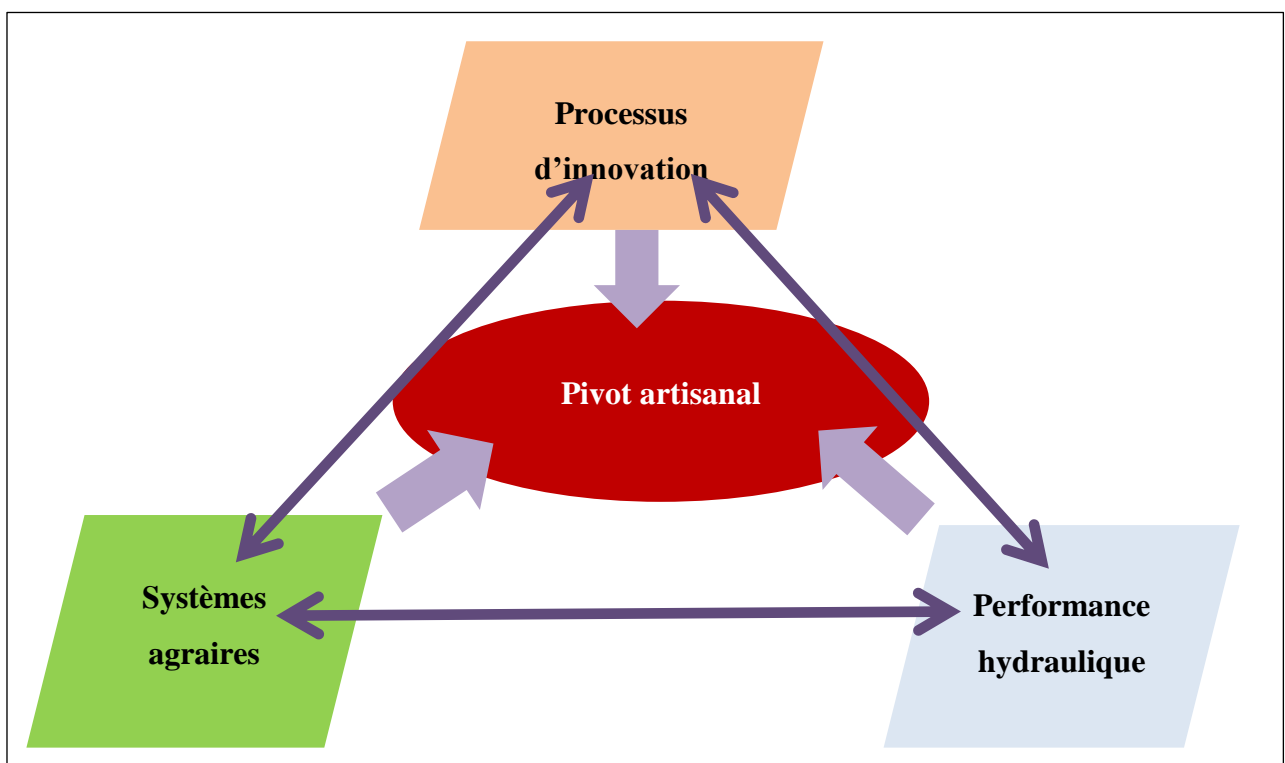 Processus
d’innovation
Pivot artisanal
Systèmes
agraires
Performance
hydraulique